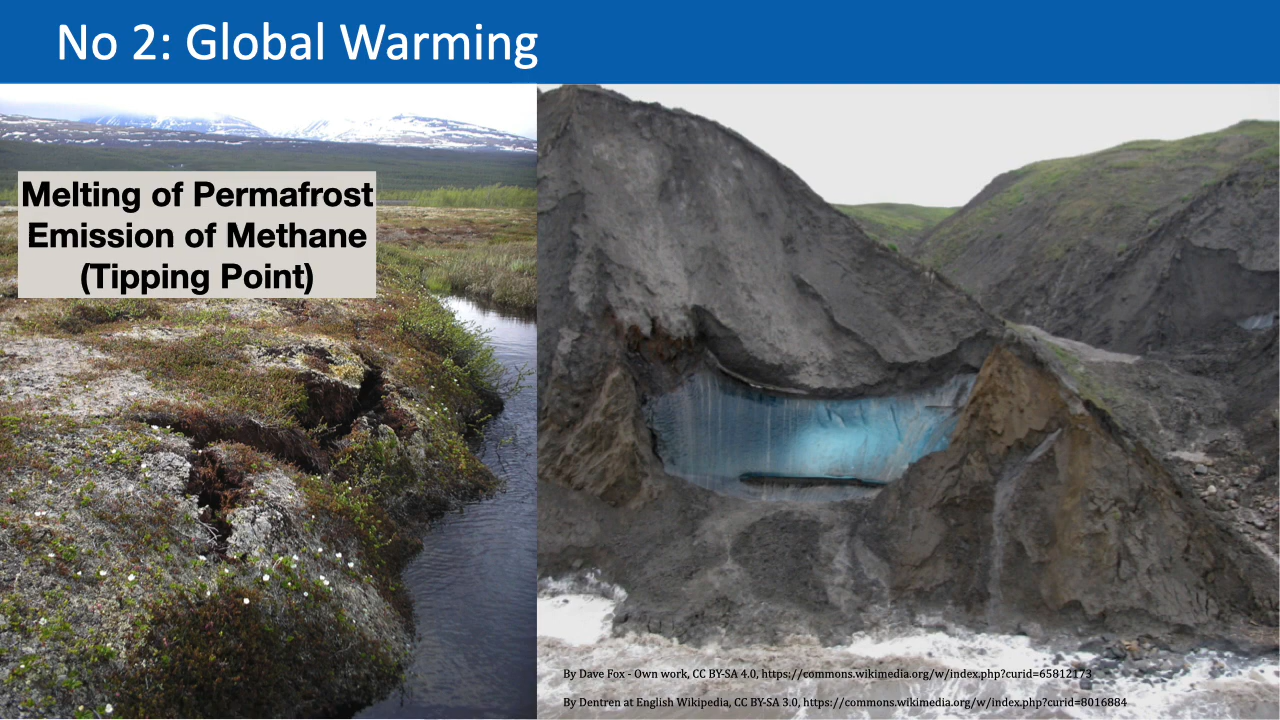 No 2: Global Warming
Melting of Permafrost
Emission of Methane
(Tipping Point)
By Dave Fox - Own work, CC BY-SA 4.0, https://commons.wikimedia.org/w/index.php?curid=65812173
By Dentren at English Wikipedia, CC BY-SA 3.0, https://commons.wikimedia.org/w/index.php?curid=8016884